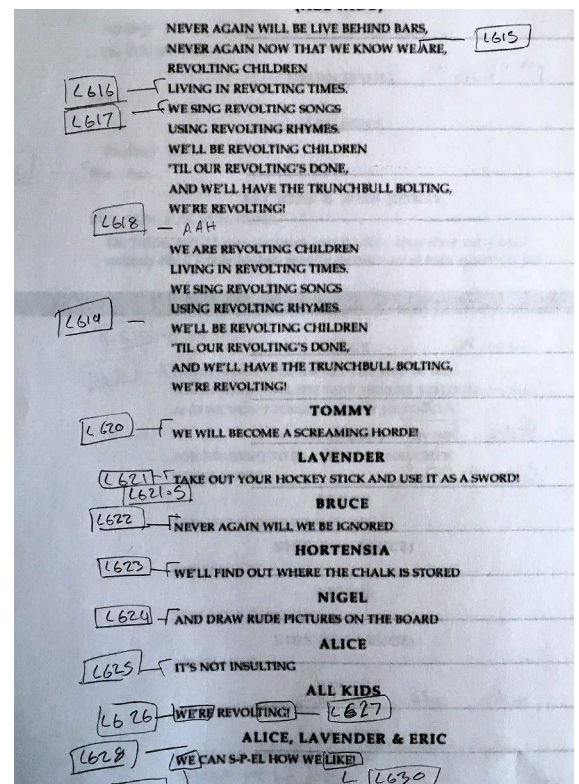 (ALL KIDS)
NEVER AGAIN WILL BE LIVE BEHIND BARS,
L615
NEVER AGAIN NOW THAT WE KNOW WE ARE,
REVOLTING CHILDREN
L616 LIVING IN REVOLTING TIMES.
L617 WE SING REVOLTING SONGS
USING REVOLTING RHYMES.
WE'LL BE REVOLTING CHILDREN
'TIL OUR REVOLTING'S DONE,
AND WE'LL HAVE THE TRUNCHBULL BOLTING,
WE'RE REVOLTING!
L618 – AAH
WE ARE REVOLTING CHILDREN
LIVING IN REVOLTING TIMES.
WE SING REVOLTING SONGS
USING REVOLTING RHYMES.
L619 – WE'LL BE REVOLTING CHILDREN
'TIL OUR REVOLTING'S DONE,
AND WE'LL HAVE THE TRUNCHBULL BOLTING,
WE'RE REVOLTING!
TOMMY
L620 WE WILL BECOME A SCREAMING HORDE!
LAVENDER
L621 TAKE OUT YOUR HOCKEY STICK AND USE IT AS A SWORD!
L621.5
BRUCE
L622 NEVER AGAIN WILL WE BE IGNORED
HORTENSIA
L623 WE'LL FIND OUT WHERE THE CHALK IS STORED
NIGEL
L624 AND DRAW RUDE PICTURES ON THE BOARD
ALICE
L625 IT'S NOT INSULTING
ALL KIDS
L626 WE'RE REVOLTING! L627
ALICE, LAVENDER & ERIC
L628 WE CAN S-P-EL HOW WE LIKE!
L630